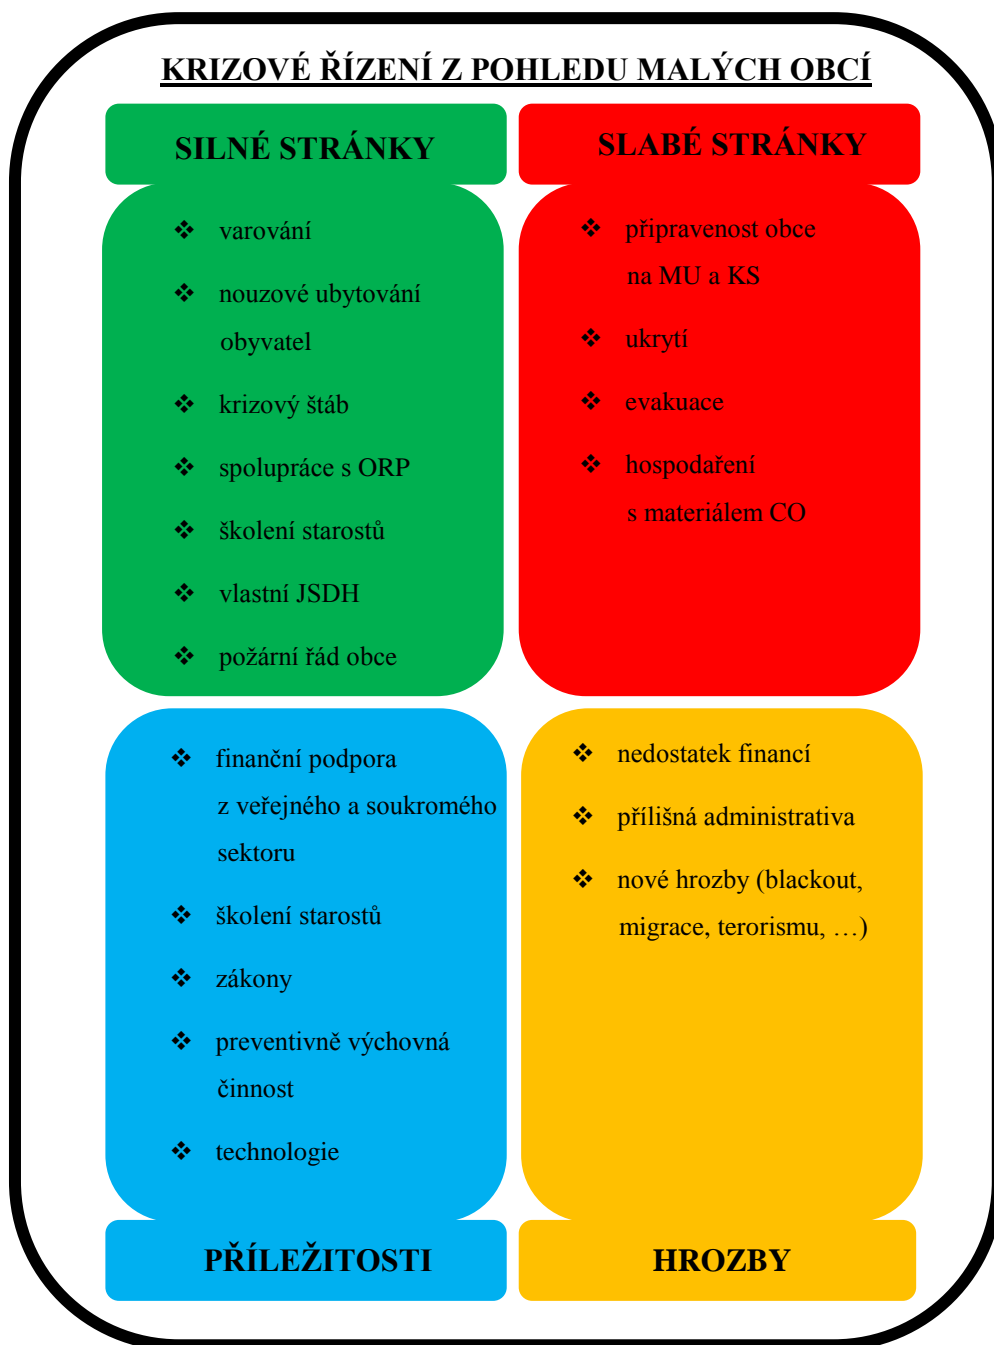 KRIZOVÉ ŘÍZENÍ Z POHLEDU MALÝCH OBCÍ
SILNÉ STRÁNKY
❖ varování
❖ nouzové ubytování
obyvatel
❖ krizový štáb
❖ spolupráce s ORP
❖ školení starostů
❖ vlastní JSDH
❖ požární řád obce
SLABÉ STRÁNKY
❖ připravenost obce
na MU a KS
❖ ukrytí
❖ evakuace
❖ hospodaření
s materiálem CO
❖ finanční podpora
z veřejného a soukromého
sektoru
❖ školení starostů
❖ zákony
❖ preventivně výchovná
činnost
❖ technologie
PŘÍLEŽITOSTI
❖ nedostatek financí
❖ přílišná administrativa
❖ nové hrozby (blackout,
migrace, terorismu, …)
HROZBY